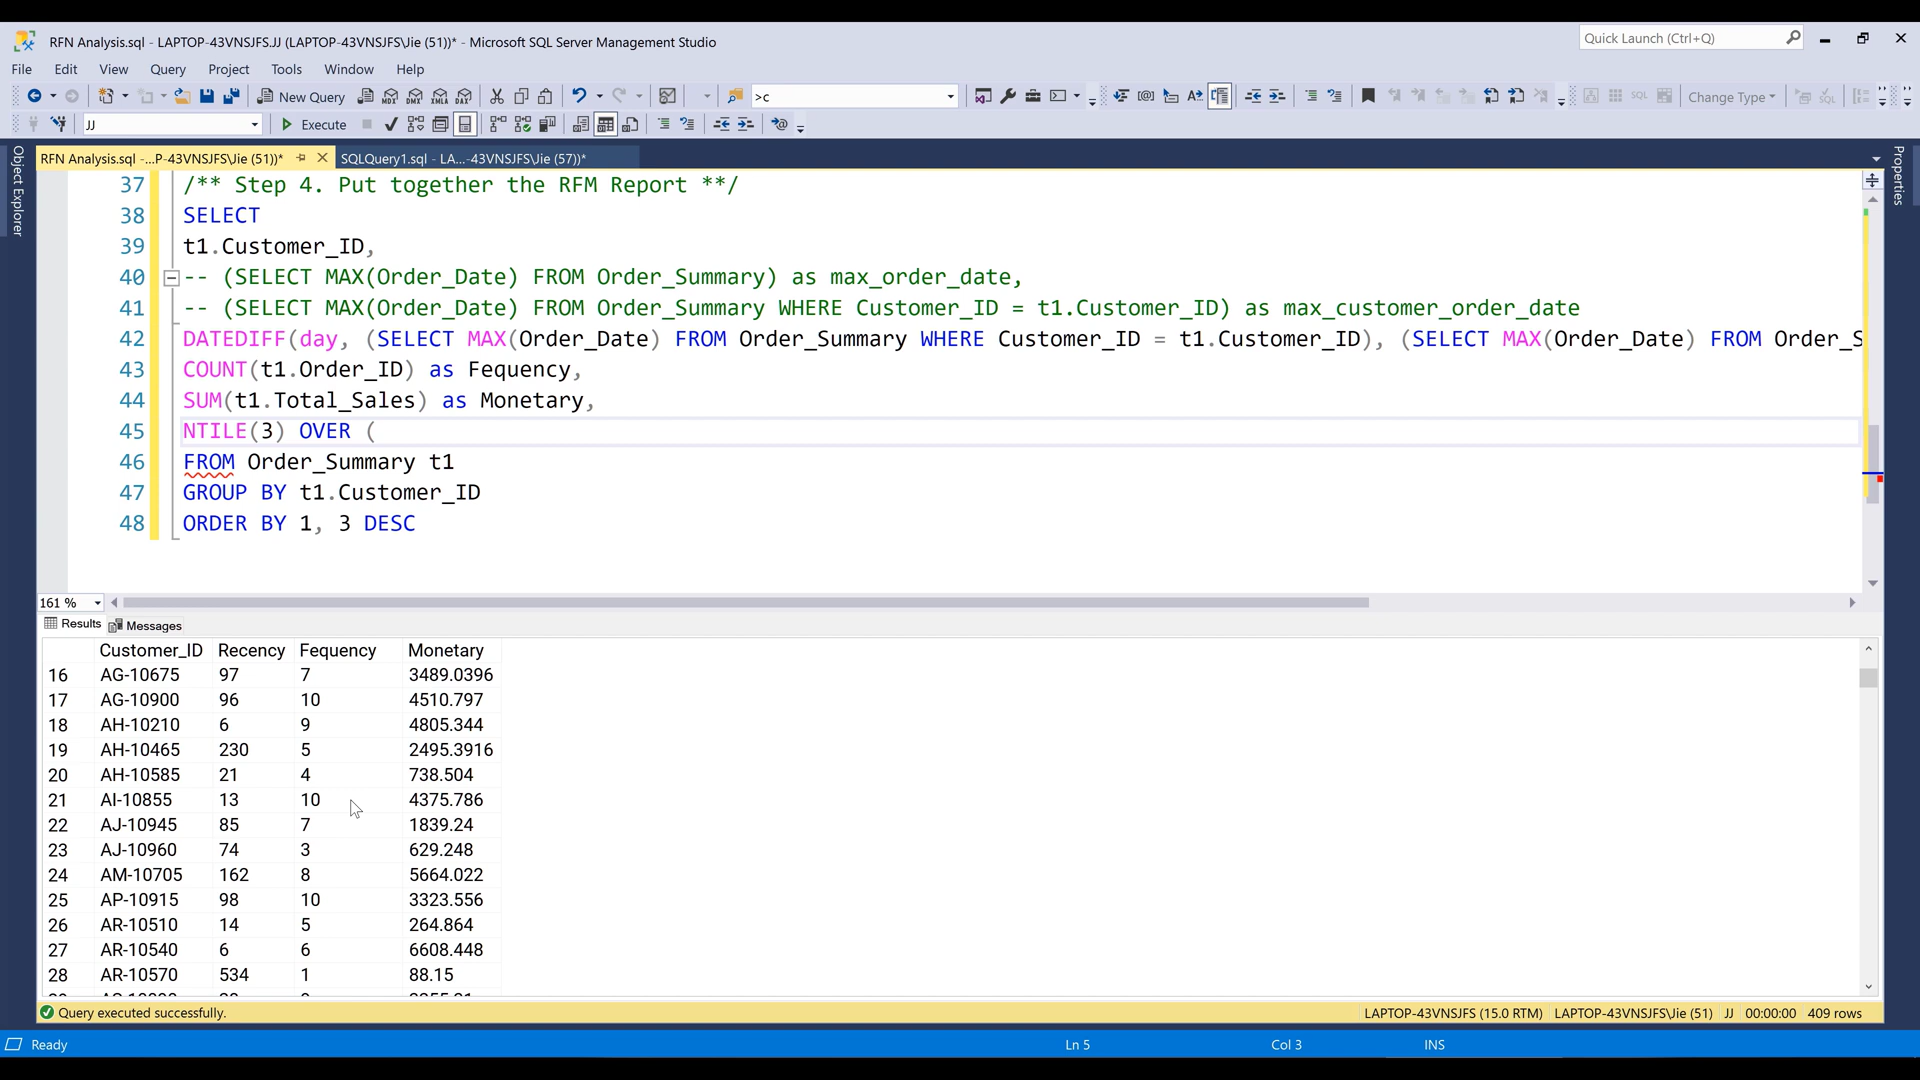 RFN Analysis.sql - LAPTOP-43VNSJFS.JJ (LAPTOP-43VNSJFS\Jie (51))* - Microsoft SQL Server Management Studio
Quick Launch (Ctrl+Q)
File Edit View Query Project Tools Window Help
New Query MDX DMX XMLA DAX >c Change Type
JJ Execute
RFN Analysis.sql -...P-43VNSJFS\Jie (51))* SQLQuery1.sql - LA...-43VNSJFS\Jie (57))*
Object Explorer
Properties
37 /** Step 4. Put together the RFM Report **/
38 SELECT
39 t1.Customer_ID,
40 -- (SELECT MAX(Order_Date) FROM Order_Summary) as max_order_date,
41 -- (SELECT MAX(Order_Date) FROM Order_Summary WHERE Customer_ID = t1.Customer_ID) as max_customer_order_date
42 DATEDIFF(day, (SELECT MAX(Order_Date) FROM Order_Summary WHERE Customer_ID = t1.Customer_ID), (SELECT MAX(Order_Date) FROM Order_S
43 COUNT(t1.Order_ID) as Fequency,
44 SUM(t1.Total_Sales) as Monetary,
45 NTILE(3) OVER (
46 FROM Order_Summary t1
47 GROUP BY t1.Customer_ID
48 ORDER BY 1, 3 DESC
161 %
Results Messages
Customer_ID Recency Fequency Monetary
16 AG-10675 97 7 3489.0396
17 AG-10900 96 10 4510.797
18 AH-10210 6 9 4805.344
19 AH-10465 230 5 2495.3916
20 AH-10585 21 4 738.504
21 AI-10855 13 10 4375.786
22 AJ-10945 85 7 1839.24
23 AJ-10960 74 3 629.248
24 AM-10705 162 8 5664.022
25 AP-10915 98 10 3323.556
26 AR-10510 14 5 264.864
27 AR-10540 6 6 6608.448
28 AR-10570 534 1 88.15
Query executed successfully. LAPTOP-43VNSJFS (15.0 RTM) LAPTOP-43VNSJFS\Jie (51) JJ 00:00:00 409 rows
Ready Ln 5 Col 3 INS